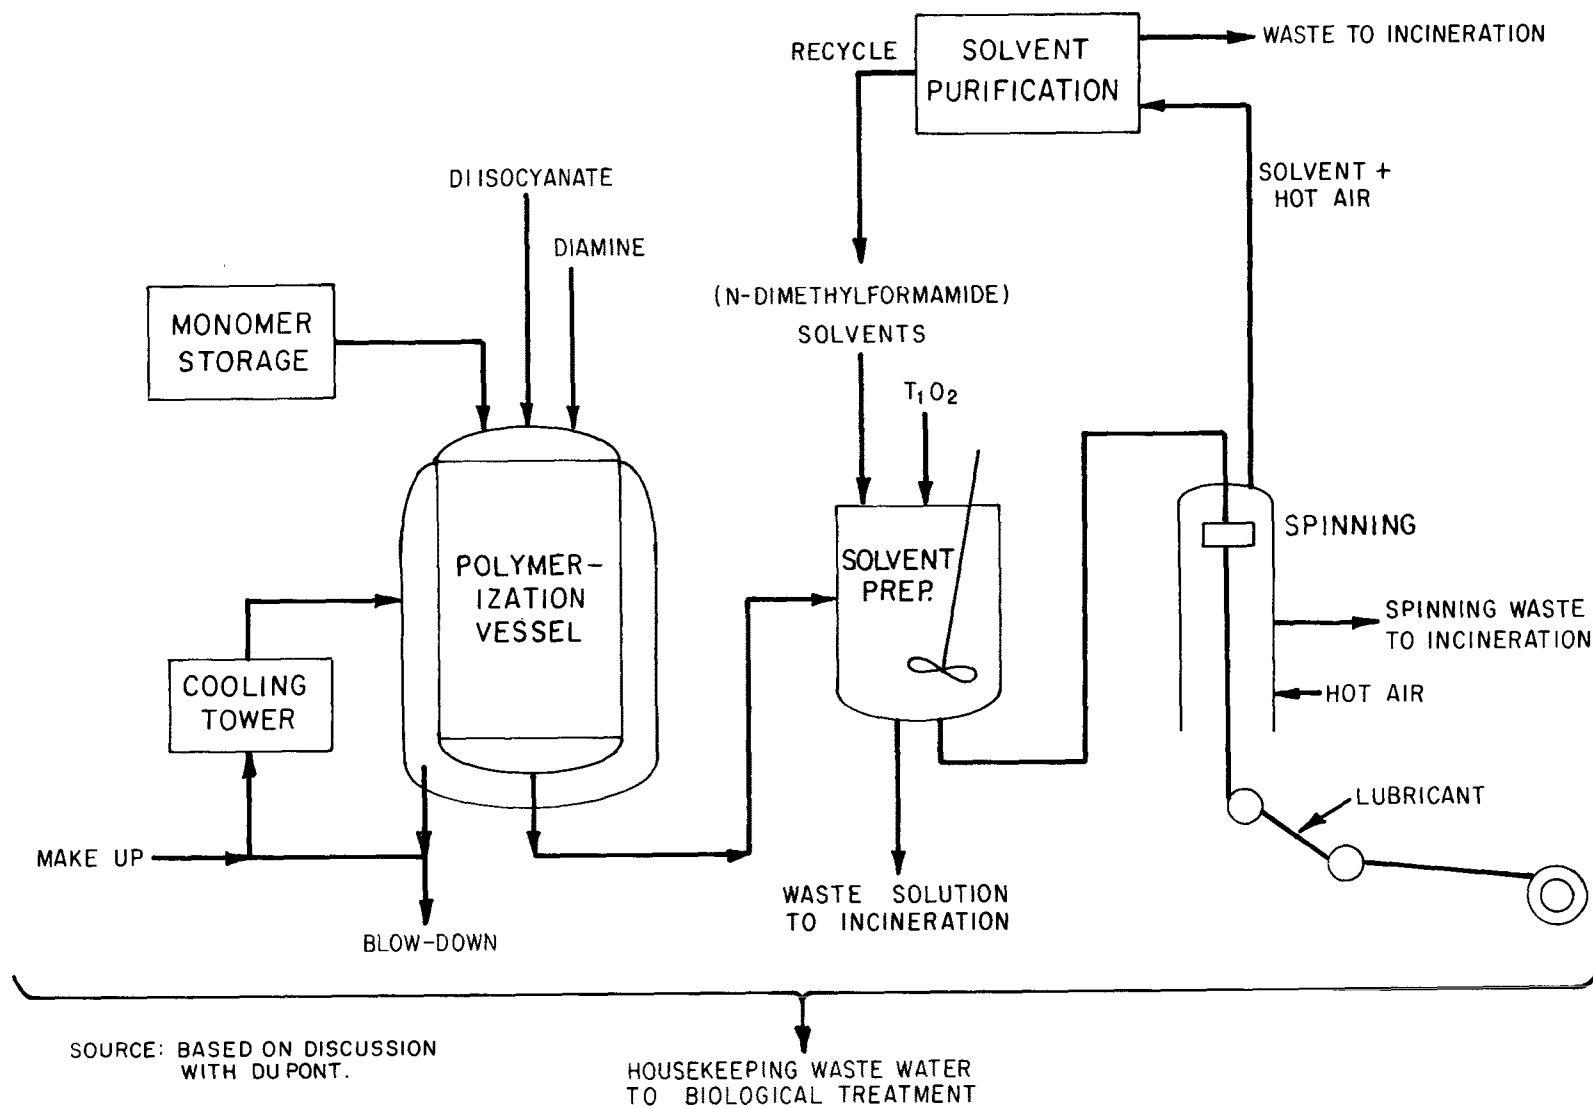 RECYCLE
SOLVENT
PURIFICATION
WASTE TO INCINERATION
SOLVENT +
HOT AIR
DIISOCYANATE
DIAMINE
MONOMER
STORAGE
(N-DIMETHYLFORMAMIDE)
SOLVENTS
T₁O₂
POLYMER-
IZATION
VESSEL
SOLVENT
PREP.
SPINNING
SPINNING WASTE
TO INCINERATION
HOT AIR
COOLING
TOWER
LUBRICANT
MAKE UP
BLOW-DOWN
WASTE SOLUTION
TO INCINERATION
SOURCE: BASED ON DISCUSSION
WITH DU PONT.
HOUSEKEEPING WASTE WATER
TO BIOLOGICAL TREATMENT